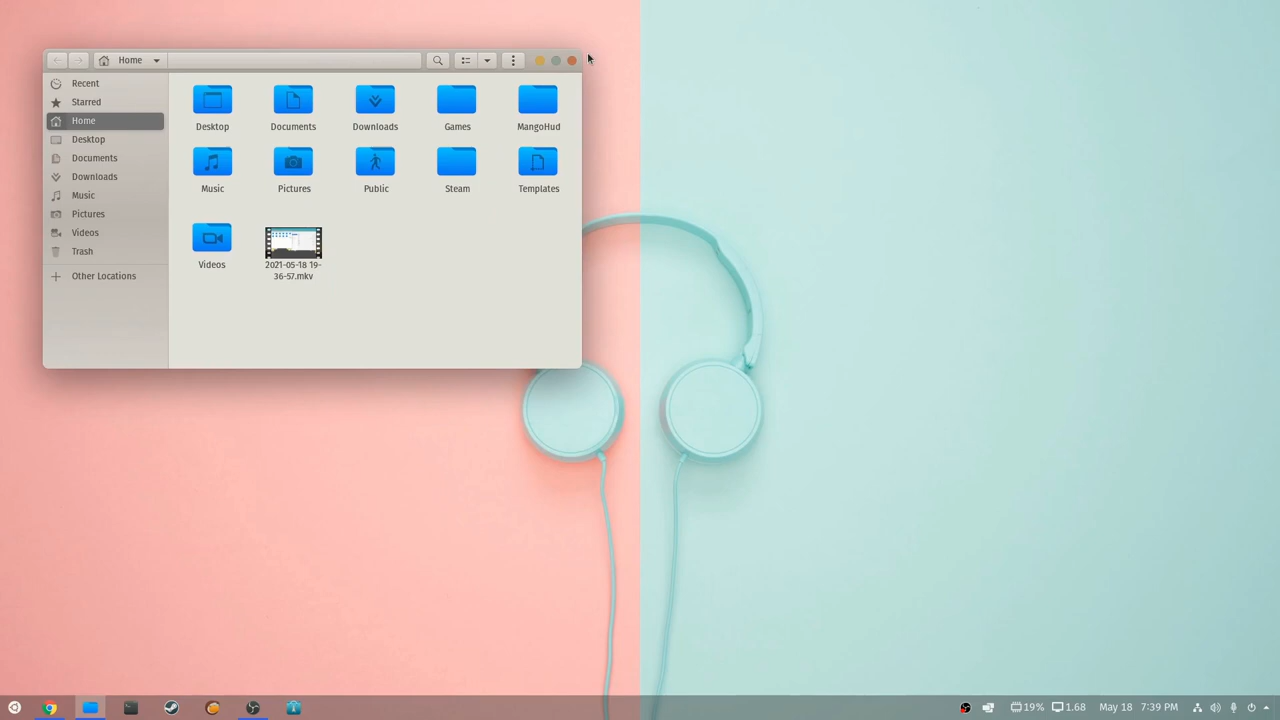 Home
Recent
Starred
Home
Desktop
Documents
Downloads
Music
Pictures
Videos
Trash
Other Locations
Desktop Documents Downloads Games MangoHud
Music Pictures Public Steam Templates
Videos 2021-05-18 19-
36-57.mkv
19% 1.68 May 18 7:39 PM